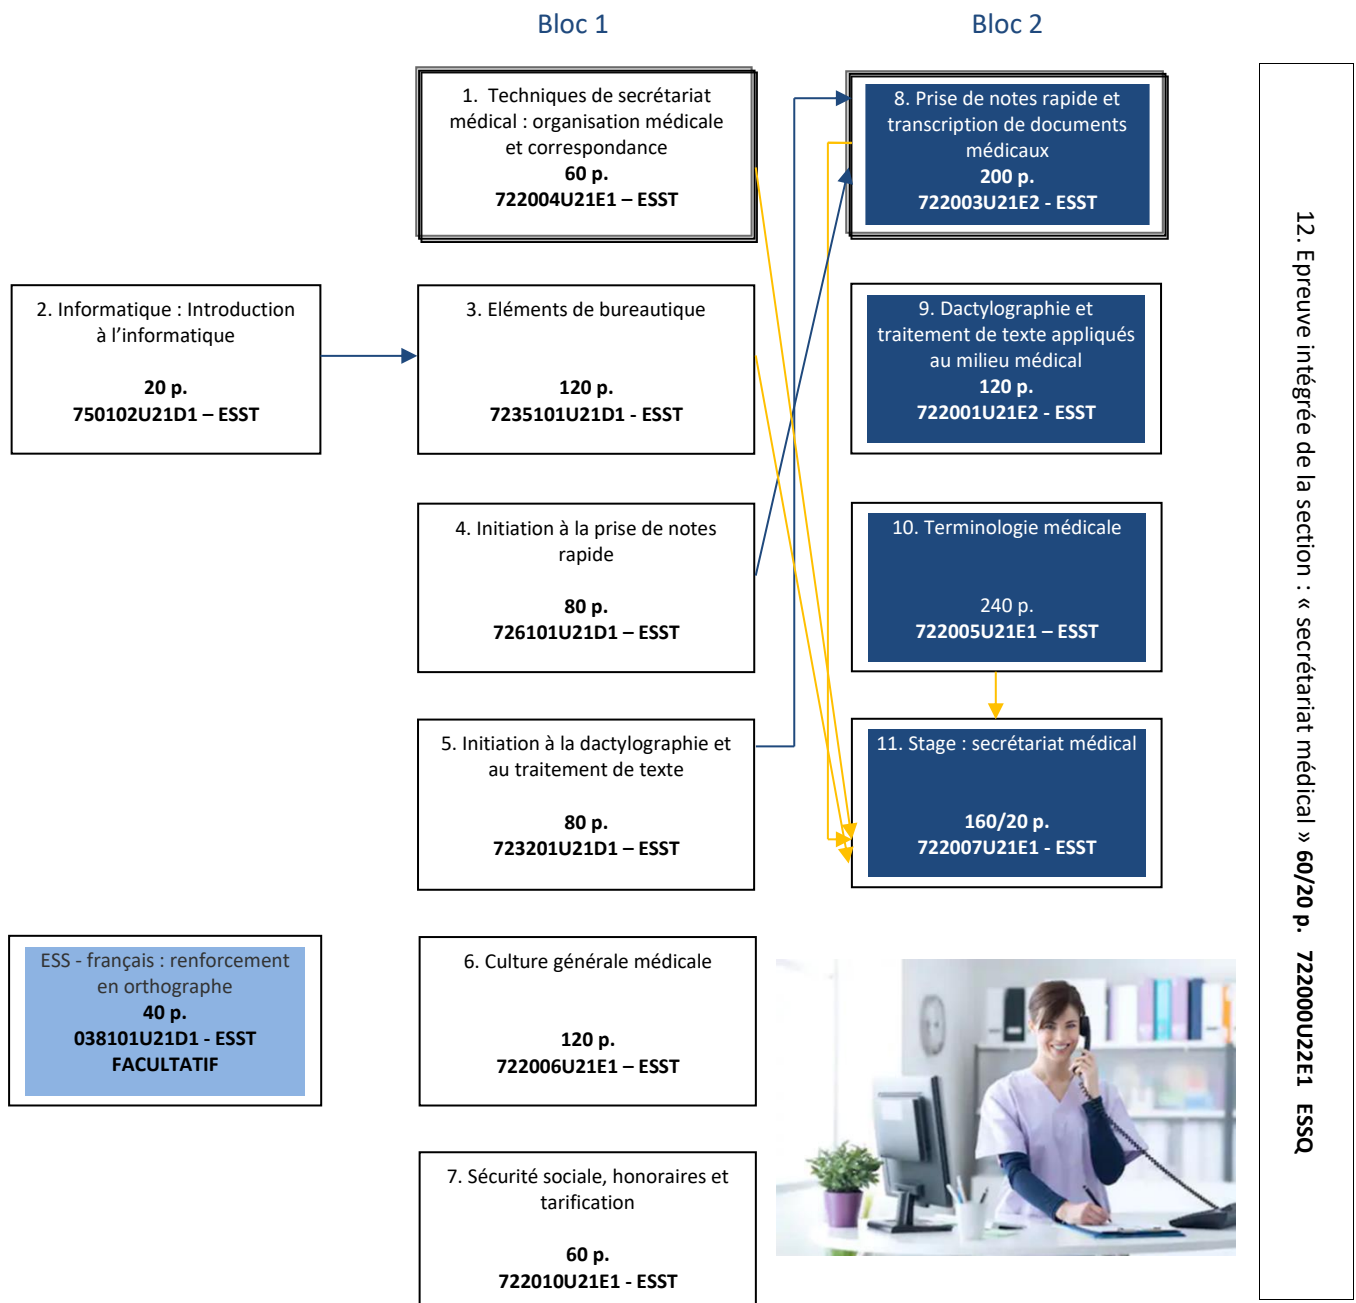 Bloc 1
Bloc 2
1. Techniques de secrétariat
médical : organisation médicale
et correspondance
60 p.
722004U21E1 – ESST
8. Prise de notes rapide et
transcription de documents
médicaux
200 p.
722003U21E2 - ESST
2. Informatique : Introduction
à l’informatique
20 p.
750102U21D1 – ESST
3. Eléments de bureautique
120 p.
7235101U21D1 - ESST
9. Dactylographie et
traitement de texte appliqués
au milieu médical
120 p.
722001U21E2 - ESST
4. Initiation à la prise de notes
rapide
80 p.
726101U21D1 – ESST
10. Terminologie médicale
240 p.
722005U21E1 – ESST
5. Initiation à la dactylographie et
au traitement de texte
80 p.
723201U21D1 – ESST
11. Stage : secrétariat médical
160/20 p.
722007U21E1 - ESST
ESS - français : renforcement
en orthographe
40 p.
038101U21D1 - ESST
FACULTATIF
6. Culture générale médicale
120 p.
722006U21E1 – ESST
7. Sécurité sociale, honoraires et
tarification
60 p.
722010U21E1 - ESST
12. Epreuve intégrée de la section : « secrétariat médical » 60/20 p. 722000U22E1 ESSQ